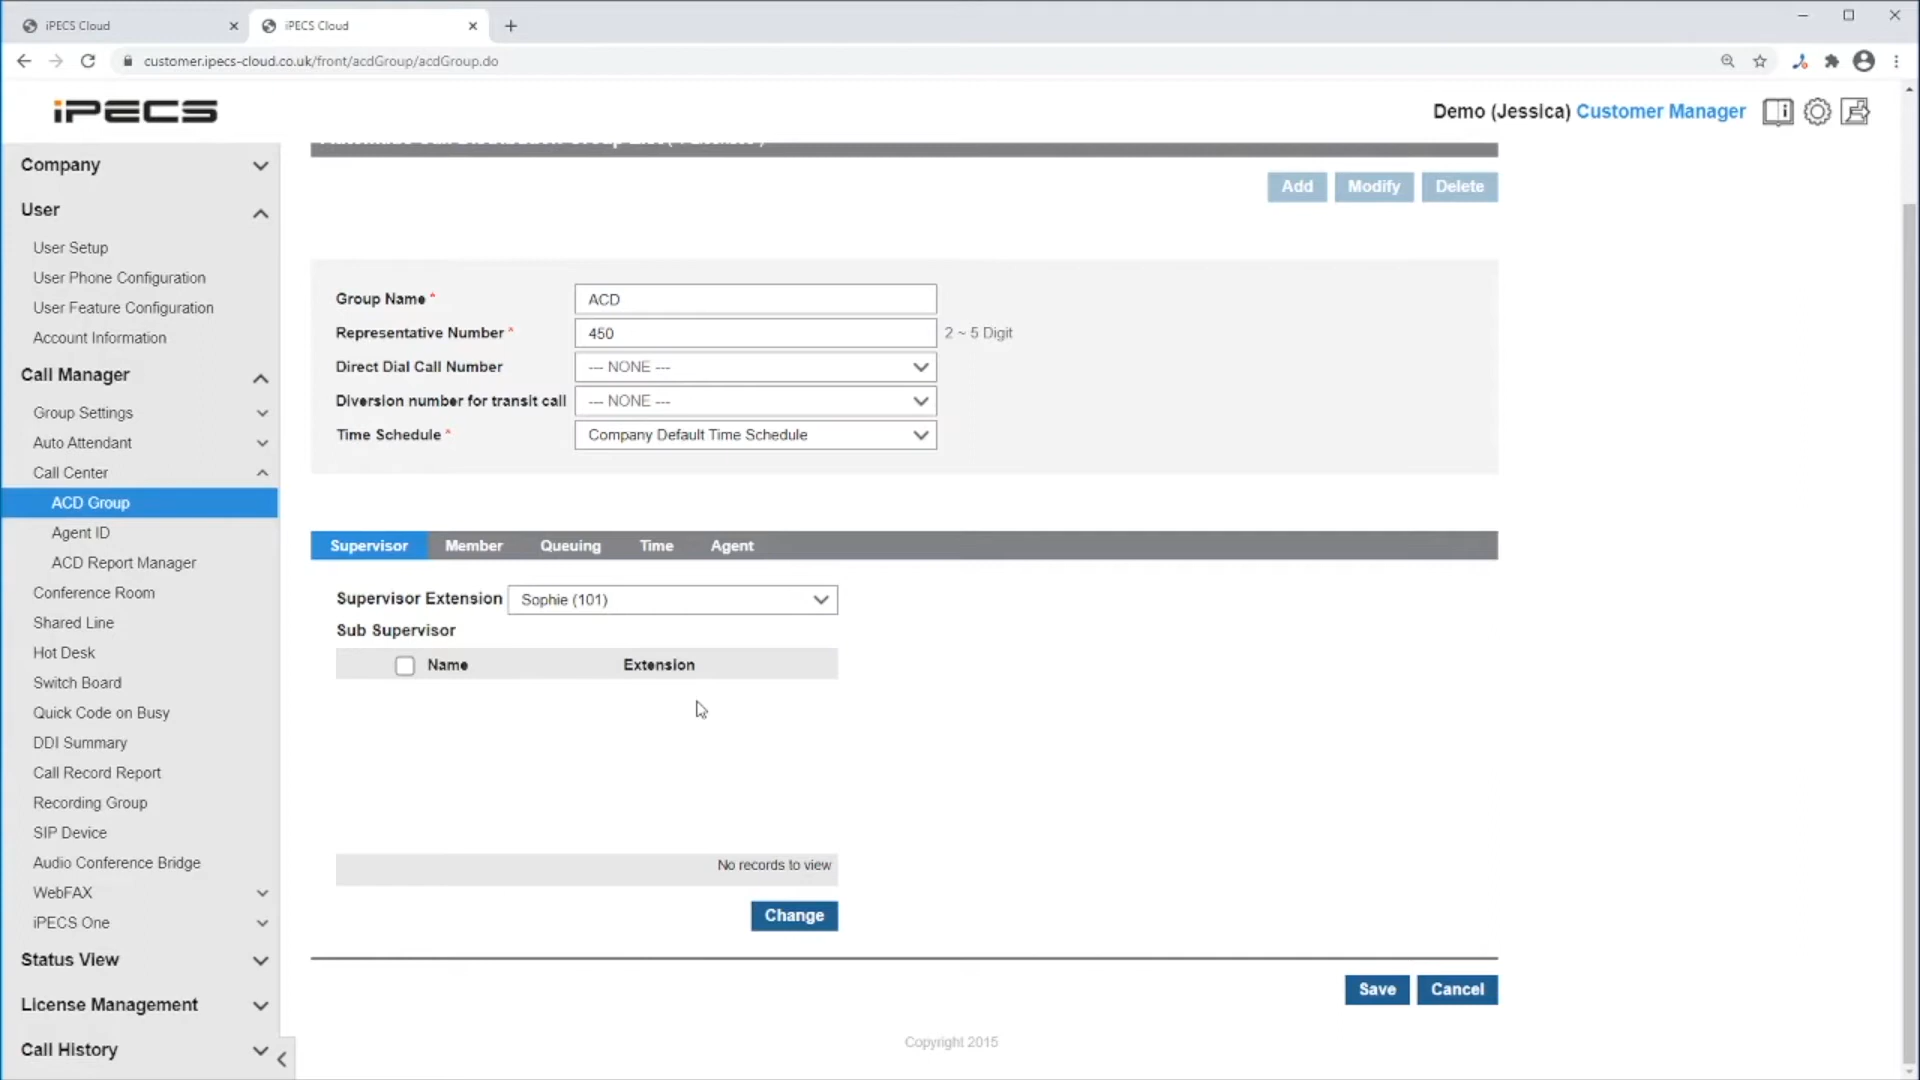 iPECS Cloud
iPECS Cloud
customer.ipecs-cloud.co.uk/front/acdGroup/acdGroup.do
iPECS
Demo (Jessica) Customer Manager
Company
User
User Setup
User Phone Configuration
User Feature Configuration
Account Information
Call Manager
Group Settings
Auto Attendant
Call Center
ACD Group
Agent ID
ACD Report Manager
Conference Room
Shared Line
Hot Desk
Switch Board
Quick Code on Busy
DDI Summary
Call Record Report
Recording Group
SIP Device
Audio Conference Bridge
WebFAX
iPECS One
Status View
License Management
Call History
Add Modify Delete
Group Name * ACD
Representative Number * 450 2 ~ 5 Digit
Direct Dial Call Number --- NONE ---
Diversion number for transit call --- NONE ---
Time Schedule * Company Default Time Schedule
Supervisor Member Queuing Time Agent
Supervisor Extension Sophie (101)
Sub Supervisor
Name Extension
No records to view
Change
Save Cancel
Copyright 2015